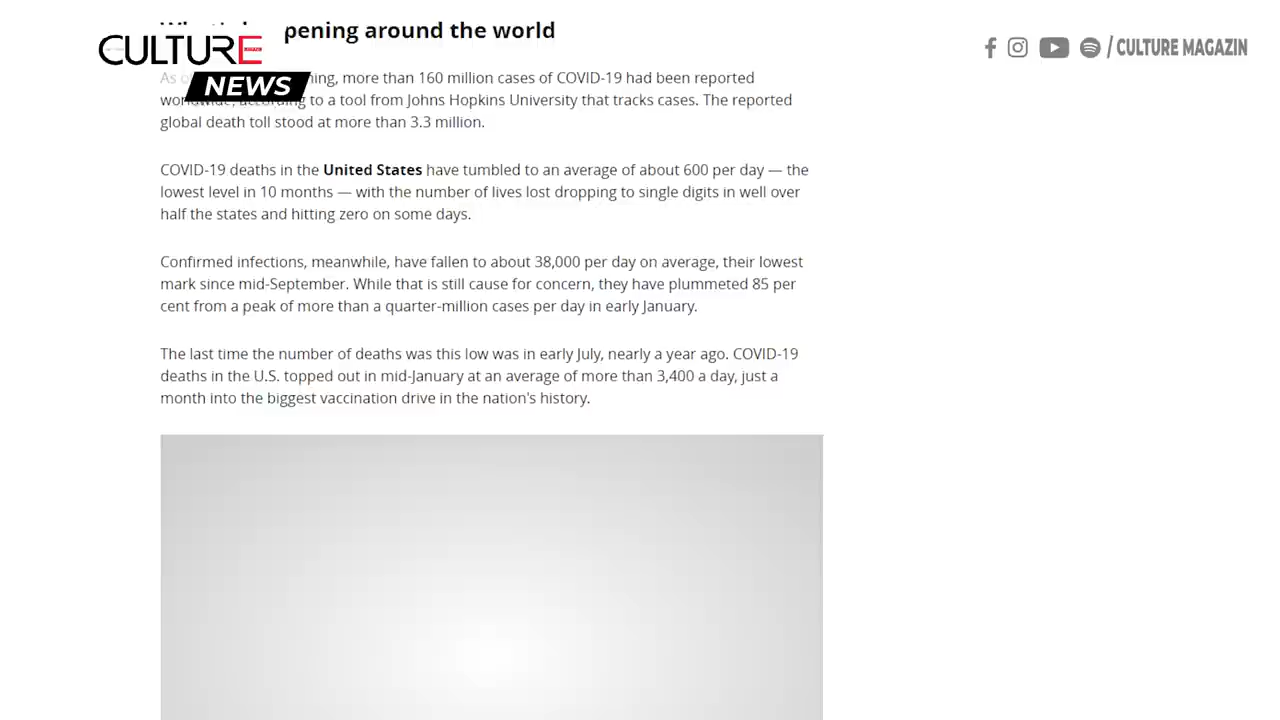 pening around the world
CULTURE
NEWS
/ CULTURE MAGAZIN
As of ning, more than 160 million cases of COVID-19 had been reported
worldwide, according to a tool from Johns Hopkins University that tracks cases. The reported
global death toll stood at more than 3.3 million.
COVID-19 deaths in the United States have tumbled to an average of about 600 per day — the
lowest level in 10 months — with the number of lives lost dropping to single digits in well over
half the states and hitting zero on some days.
Confirmed infections, meanwhile, have fallen to about 38,000 per day on average, their lowest
mark since mid-September. While that is still cause for concern, they have plummeted 85 per
cent from a peak of more than a quarter-million cases per day in early January.
The last time the number of deaths was this low was in early July, nearly a year ago. COVID-19
deaths in the U.S. topped out in mid-January at an average of more than 3,400 a day, just a
month into the biggest vaccination drive in the nation's history.